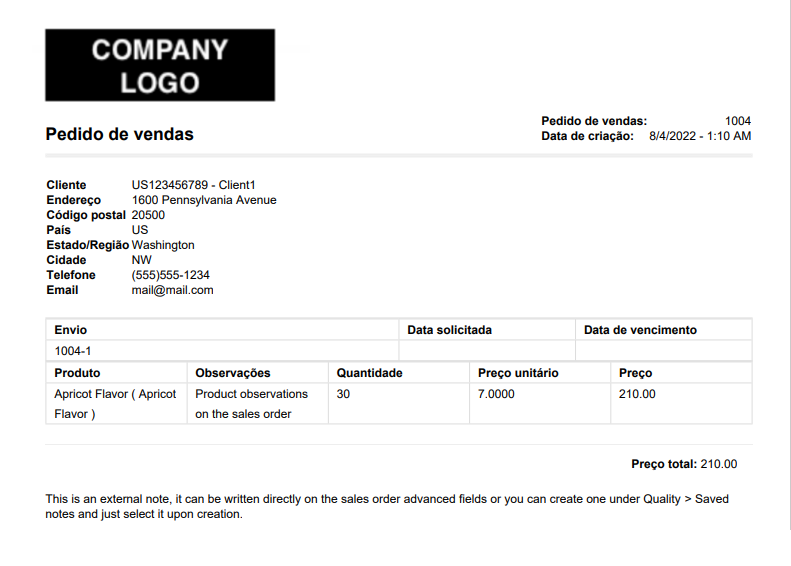 COMPANY
LOGO
Pedido de vendas
Pedido de vendas: 1004
Data de criação: 8/4/2022 - 1:10 AM
Cliente US123456789 - Client1
Endereço 1600 Pennsylvania Avenue
Código postal 20500
País US
Estado/Região Washington
Cidade NW
Telefone (555)555-1234
Email mail@mail.com
Envio Data solicitada Data de vencimento
1004-1
Produto Observações Quantidade Preço unitário Preço
Apricot Flavor ( Apricot Product observations 30 7.0000 210.00
Flavor ) on the sales order
Preço total: 210.00
This is an external note, it can be written directly on the sales order advanced fields or you can create one under Quality > Saved
notes and just select it upon creation.